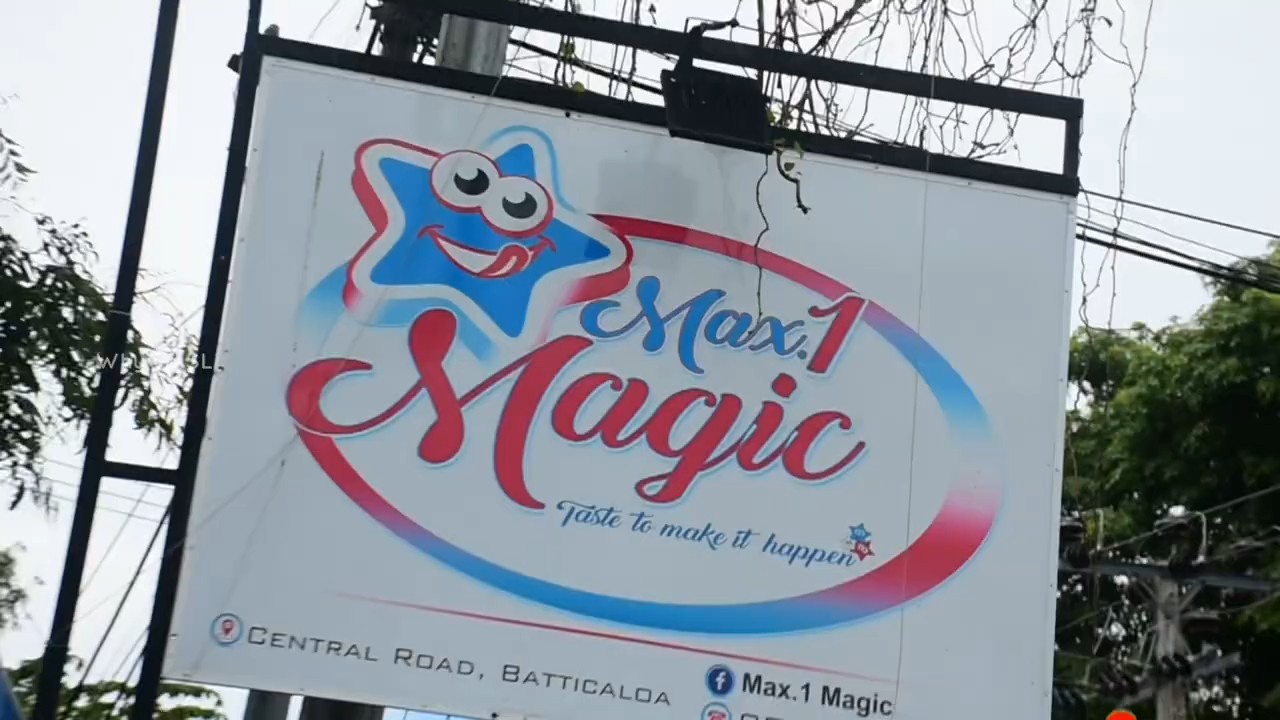 Max.1
Magic
Taste to make it happen
CENTRAL ROAD, BATTICALOA
Max.1 Magic